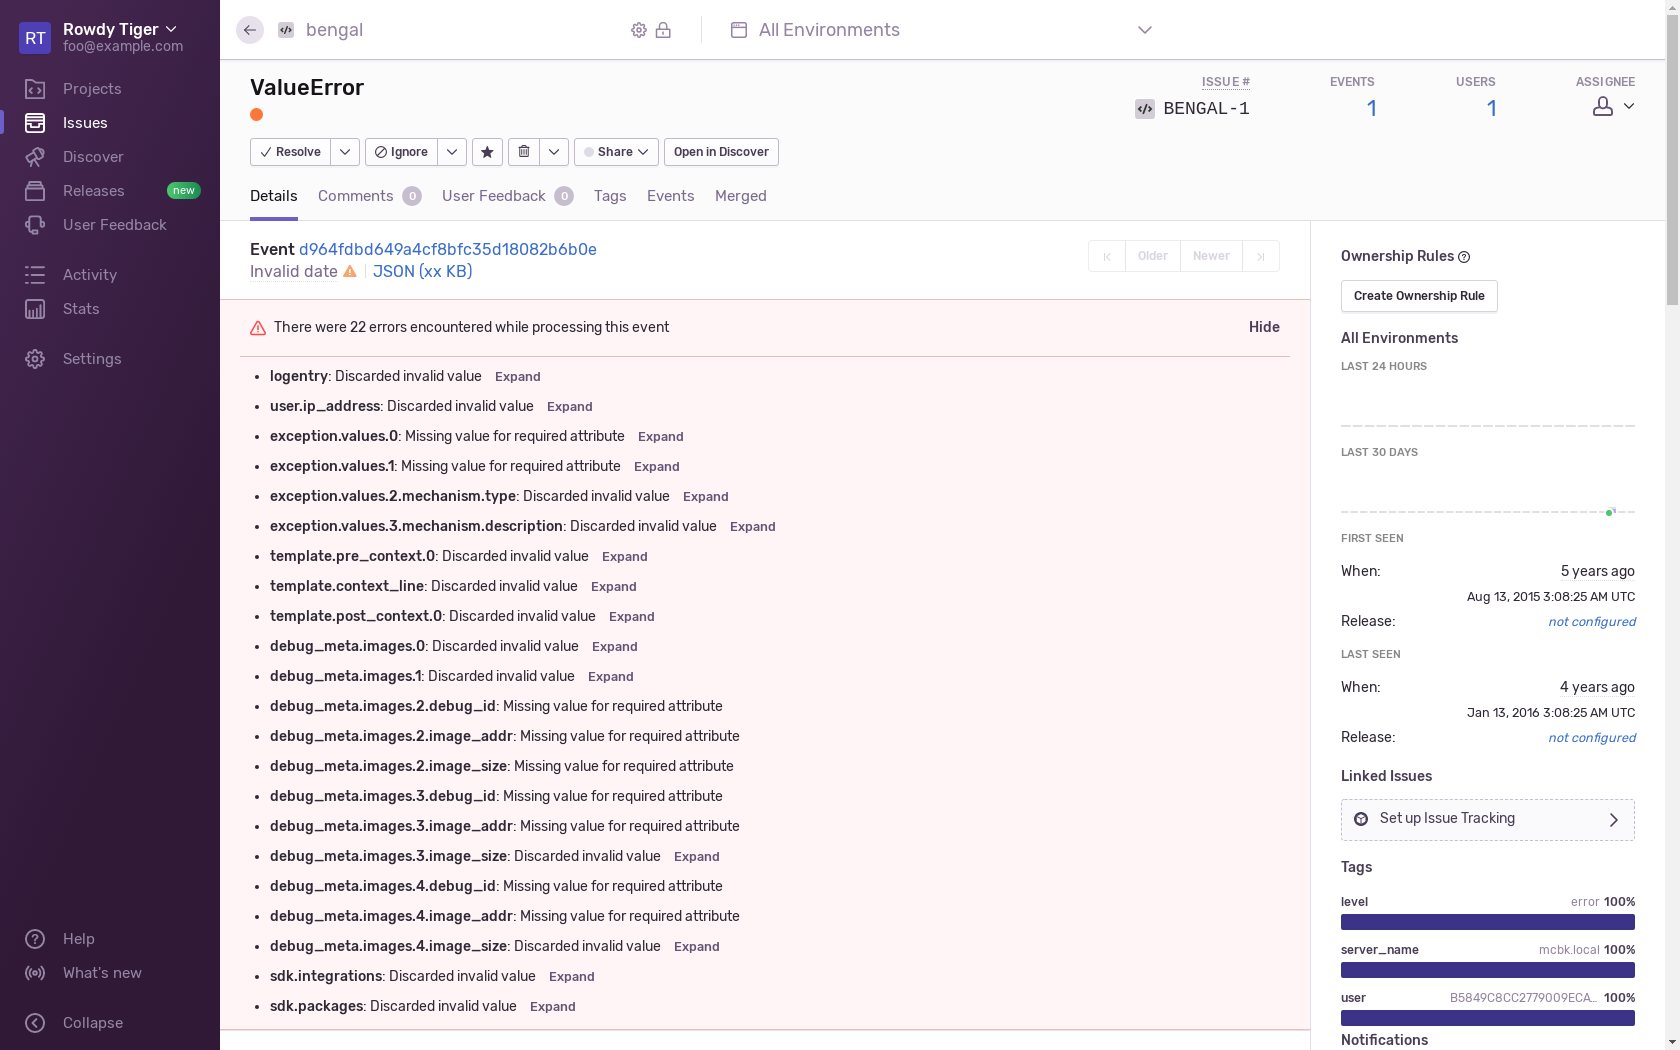 RT
Rowdy Tiger
foo@example.com
Projects
Issues
Discover
Releases new
User Feedback
Activity
Stats
Settings
Help
What's new
Collapse
bengal
All Environments
ValueError
ISSUE #
BENGAL-1
EVENTS
1
USERS
1
ASSIGNEE
Resolve
Ignore
Share
Open in Discover
Details
Comments 0
User Feedback 0
Tags
Events
Merged
Event d964fdbd649a4cf8bfc35d18082b6b0e
Invalid date JSON (xx KB)
Older
Newer
There were 22 errors encountered while processing this event
Hide
logentry: Discarded invalid value Expand
user.ip_address: Discarded invalid value Expand
exception.values.0: Missing value for required attribute Expand
exception.values.1: Missing value for required attribute Expand
exception.values.2.mechanism.type: Discarded invalid value Expand
exception.values.3.mechanism.description: Discarded invalid value Expand
template.pre_context.0: Discarded invalid value Expand
template.context_line: Discarded invalid value Expand
template.post_context.0: Discarded invalid value Expand
debug_meta.images.0: Discarded invalid value Expand
debug_meta.images.1: Discarded invalid value Expand
debug_meta.images.2.debug_id: Missing value for required attribute
debug_meta.images.2.image_addr: Missing value for required attribute
debug_meta.images.2.image_size: Missing value for required attribute
debug_meta.images.3.debug_id: Missing value for required attribute
debug_meta.images.3.image_addr: Missing value for required attribute
debug_meta.images.3.image_size: Discarded invalid value Expand
debug_meta.images.4.debug_id: Missing value for required attribute
debug_meta.images.4.image_addr: Missing value for required attribute
debug_meta.images.4.image_size: Discarded invalid value Expand
sdk.integrations: Discarded invalid value Expand
sdk.packages: Discarded invalid value Expand
Ownership Rules
Create Ownership Rule
All Environments
LAST 24 HOURS
LAST 30 DAYS
FIRST SEEN
When: 5 years ago
Aug 13, 2015 3:08:25 AM UTC
Release: not configured
LAST SEEN
When: 4 years ago
Jan 13, 2016 3:08:25 AM UTC
Release: not configured
Linked Issues
Set up Issue Tracking
Tags
level error 100%
server_name mcbk.local 100%
user B5849C8CC2779009ECA... 100%
Notifications